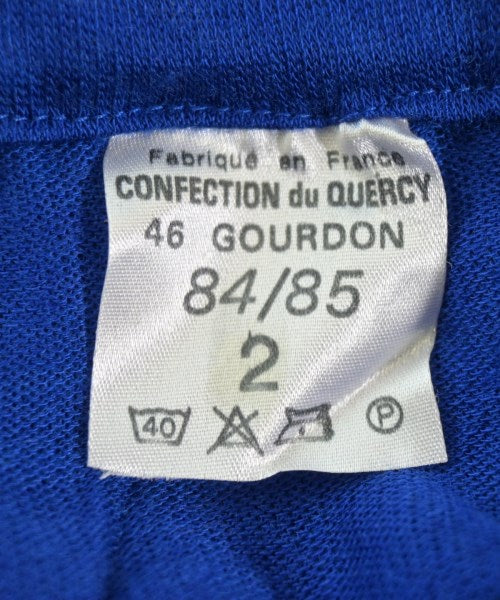 Fabriqué en France
CONFECTION du QUERCY
46 GOURDON
84/85
2
40 P